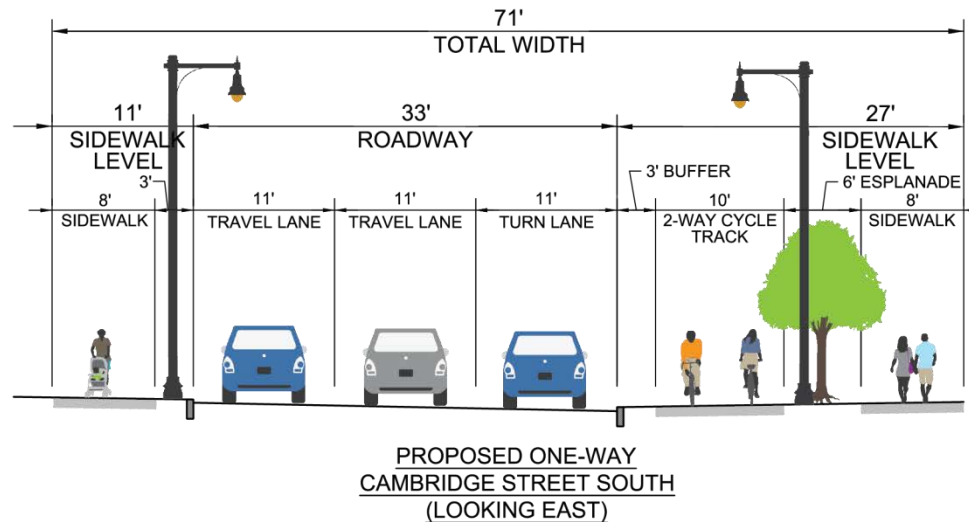 71'
TOTAL WIDTH
11'
SIDEWALK
LEVEL
33'
ROADWAY
27'
SIDEWALK
LEVEL
3'
3' BUFFER
6' ESPLANADE
8'
SIDEWALK
11'
TRAVEL LANE
11'
TRAVEL LANE
11'
TURN LANE
10'
2-WAY CYCLE
TRACK
8'
SIDEWALK
PROPOSED ONE-WAY
CAMBRIDGE STREET SOUTH
(LOOKING EAST)